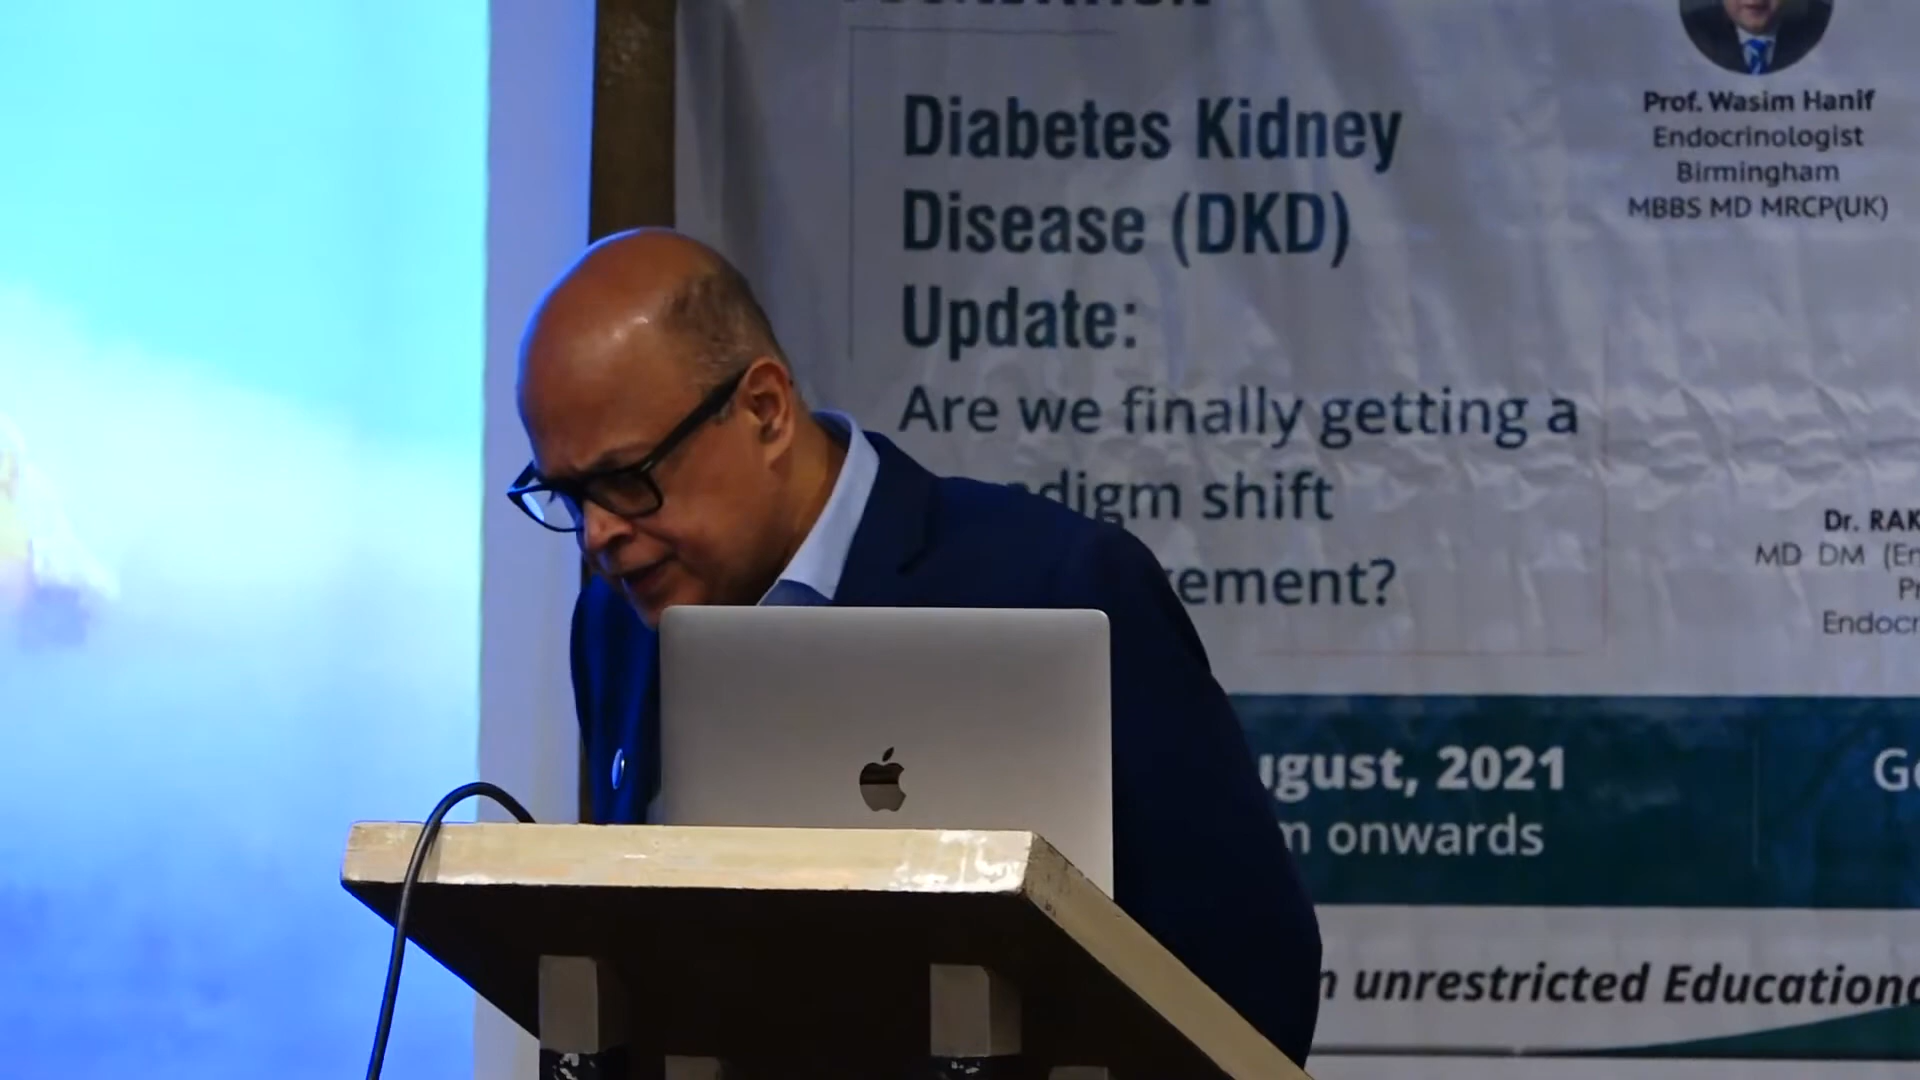 Diabetes Kidney
Disease (DKD)
Update:
Are we finally getting a
digm shift
ement?
Prof. Wasim Hanif
Endocrinologist
Birmingham
MBBS MD MRCP(UK)
Dr. RAK
MD DM (En
Pr
Endocr
ugust, 2021
m onwards
Go
n unrestricted Educationa